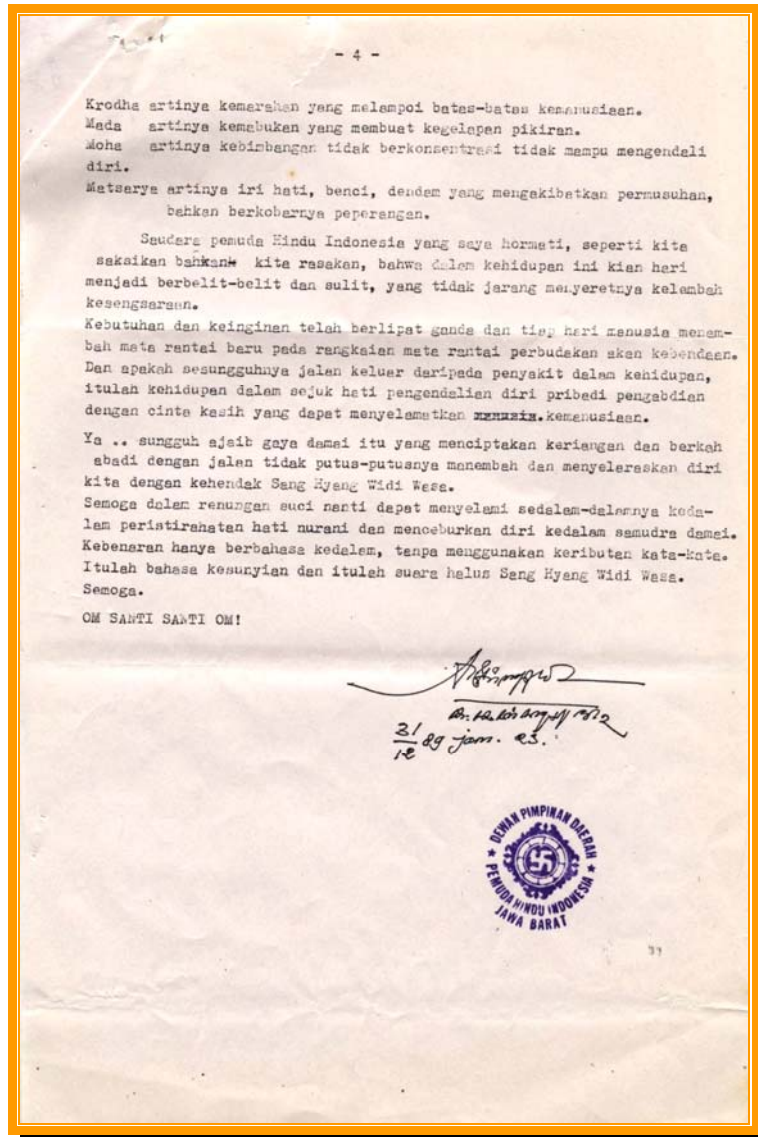 - 4 -
Krodha artinya kemarahan yang melampoi batas-batas kemanusiaan.
Mada artinya kemabukan yang membuat kegelapan pikiran.
Moha artinya kebimbangan tidak berkonsentrasi tidak mampu mengendali
diri.
Matsarya artinya iri hati, benci, dendam yang mengakibatkan permusuhan,
bahkan berkobarnya peperangan.
Saudara pemuda Hindu Indonesia yang saya hormati, seperti kita
saksikan bahkan kita rasakan, bahwa dalam kehidupan ini kian hari
menjadi berbelit-belit dan sulit, yang tidak jarang menyeretnya kelembah
kesengsaraan.
Kebutuhan dan keinginan telah berlipat ganda dan tiap hari manusia menam-
bah mata rantai baru pada rangkaian mata rantai perbudakan akan kebendaan.
Dan apakah sesungguhnya jalan keluar daripada penyakit dalam kehidupan,
itulah kehidupan dalam sejuk hati pengendalian diri pribadi pengabdian
dengan cinta kasih yang dapat menyelamatkan kemanusiaan.
Ya .. sungguh ajaib gaya damai itu yang menciptakan keriangan dan berkah
abadi dengan jalan tidak putus-putusnya manembah dan menyelaraskan diri
kita dengan kehendak Sang Hyang Widi Wasa.
Semoga dalam renungan suci nanti dapat menyelami sedalam-dalamnya keda-
lam peristirahatan hati nurani dan menceburkan diri kedalam samudra damai.
Kebenaran hanya berbahasa kedalam, tanpa menggunakan keributan kata-kata.
Itulah bahasa kesunyian dan itulah suara halus Sang Hyang Widi Wasa.
Semoga.
OM SANTI SANTI OM!
31/12 89 jam. 23.
DEWAN PIMPINAN DAERAH
PEMUDA HINDU INDONESIA
JAWA BARAT